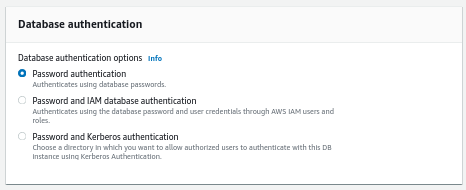 Database authentication
Database authentication options Info
Password authentication
Authenticates using database passwords.
Password and IAM database authentication
Authenticates using the database password and user credentials through AWS IAM users and
roles.
Password and Kerberos authentication
Choose a directory in which you want to allow authorized users to authenticate with this DB
instance using Kerberos Authentication.